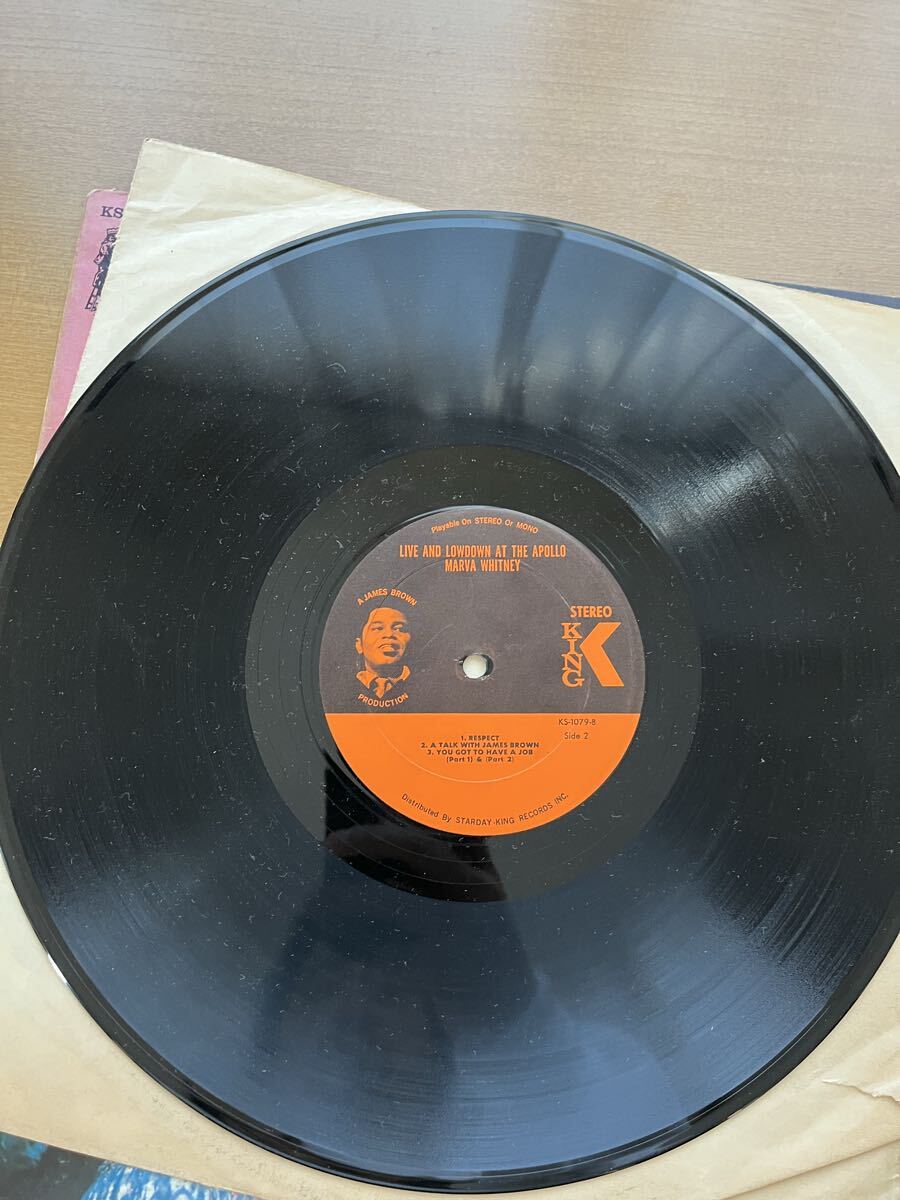 KS
Playable On STEREO Or MONO
LIVE AND LOWDOWN AT THE APOLLO
MARVA WHITNEY
A JAMES BROWN
PRODUCTION
STEREO
KING
KS-1079-B
Side 2
1. RESPECT
2. A TALK WITH JAMES BROWN
3. YOU GOT TO HAVE A JOB
(Part 1) & (Part 2)
Distributed By STARDAY-KING RECORDS INC.